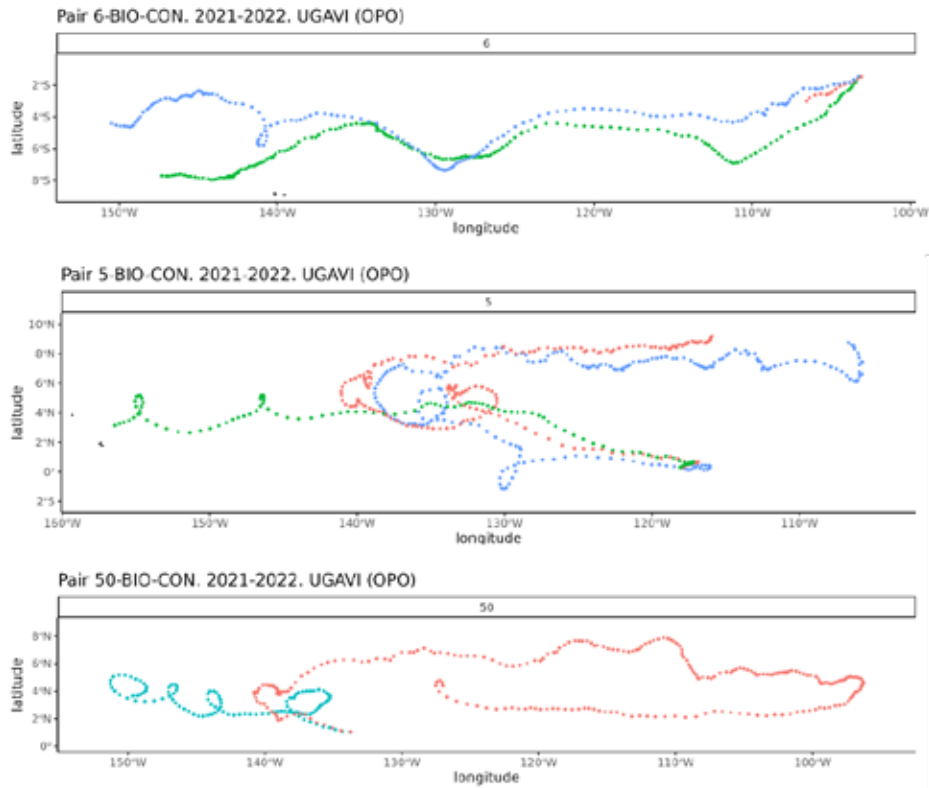 Pair 6-BIO-CON. 2021-2022. UGAVI (OPO)
6
2°S
4°S
6°S
8°S
latitude
150°W 140°W 130°W 120°W 110°W 100°W
longitude
Pair 5-BIO-CON. 2021-2022. UGAVI (OPO)
5
10°N
8°N
6°N
4°N
2°N
0°
2°S
latitude
160°W 150°W 140°W 130°W 120°W 110°W
longitude
Pair 50-BIO-CON. 2021-2022. UGAVI (OPO)
50
8°N
6°N
4°N
2°N
0°
latitude
150°W 140°W 130°W 120°W 110°W 100°W
longitude